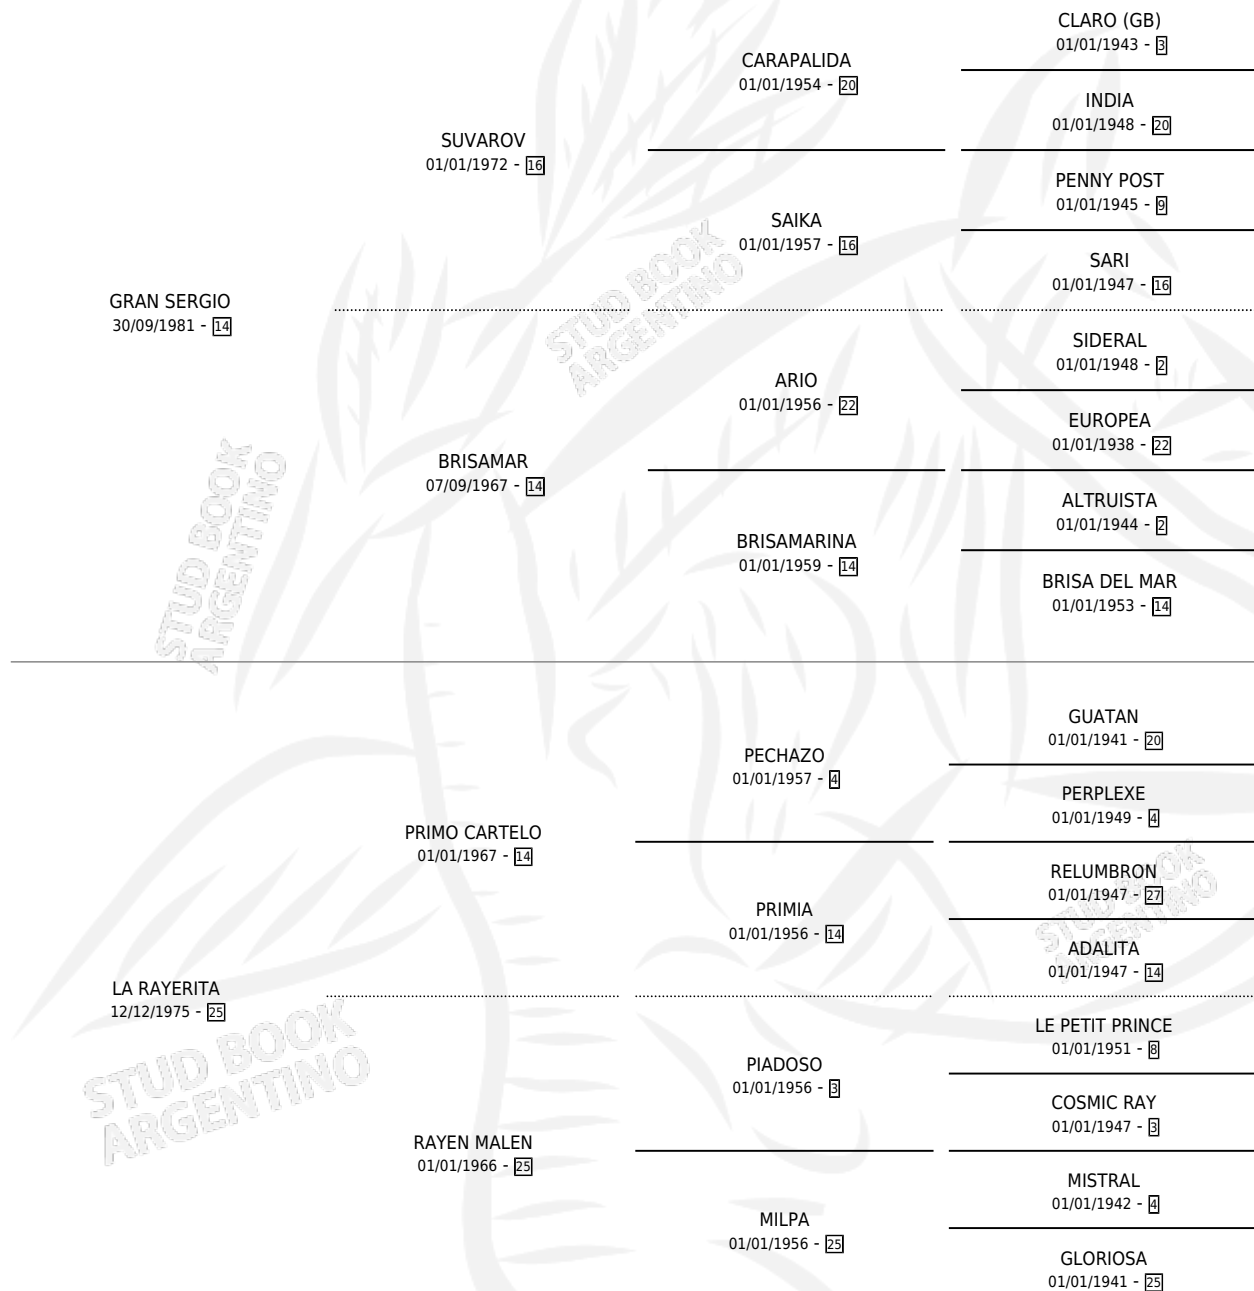 CLARO (GB)
01/01/1943 - 3
CARAPALIDA
01/01/1954 - 20
INDIA
01/01/1948 - 20
SUVAROV
01/01/1972 - 16
PENNY POST
01/01/1945 - 9
SAIKA
01/01/1957 - 16
SARI
01/01/1947 - 16
GRAN SERGIO
30/09/1981 - 14
SIDERAL
01/01/1948 - 2
ARIO
01/01/1956 - 22
EUROPEA
01/01/1938 - 22
BRISAMAR
07/09/1967 - 14
ALTRUISTA
01/01/1944 - 2
BRISAMARINA
01/01/1959 - 14
BRISA DEL MAR
01/01/1953 - 14
STUD BOOK
ARGENTINO
STUD BOOK
ARGENTINO
GUATAN
01/01/1941 - 20
PECHAZO
01/01/1957 - 4
PERPLEXE
01/01/1949 - 4
PRIMO CARTELO
01/01/1967 - 14
RELUMBRON
01/01/1947 - 27
PRIMIA
01/01/1956 - 14
ADALITA
01/01/1947 - 14
LA RAYERITA
12/12/1975 - 25
LE PETIT PRINCE
01/01/1951 - 8
PIADOSO
01/01/1956 - 3
COSMIC RAY
01/01/1947 - 3
RAYEN MALEN
01/01/1966 - 25
MISTRAL
01/01/1942 - 4
MILPA
01/01/1956 - 25
GLORIOSA
01/01/1941 - 25
STUD BOOK
ARGENTINO
STUD BOOK
ARGENTINO